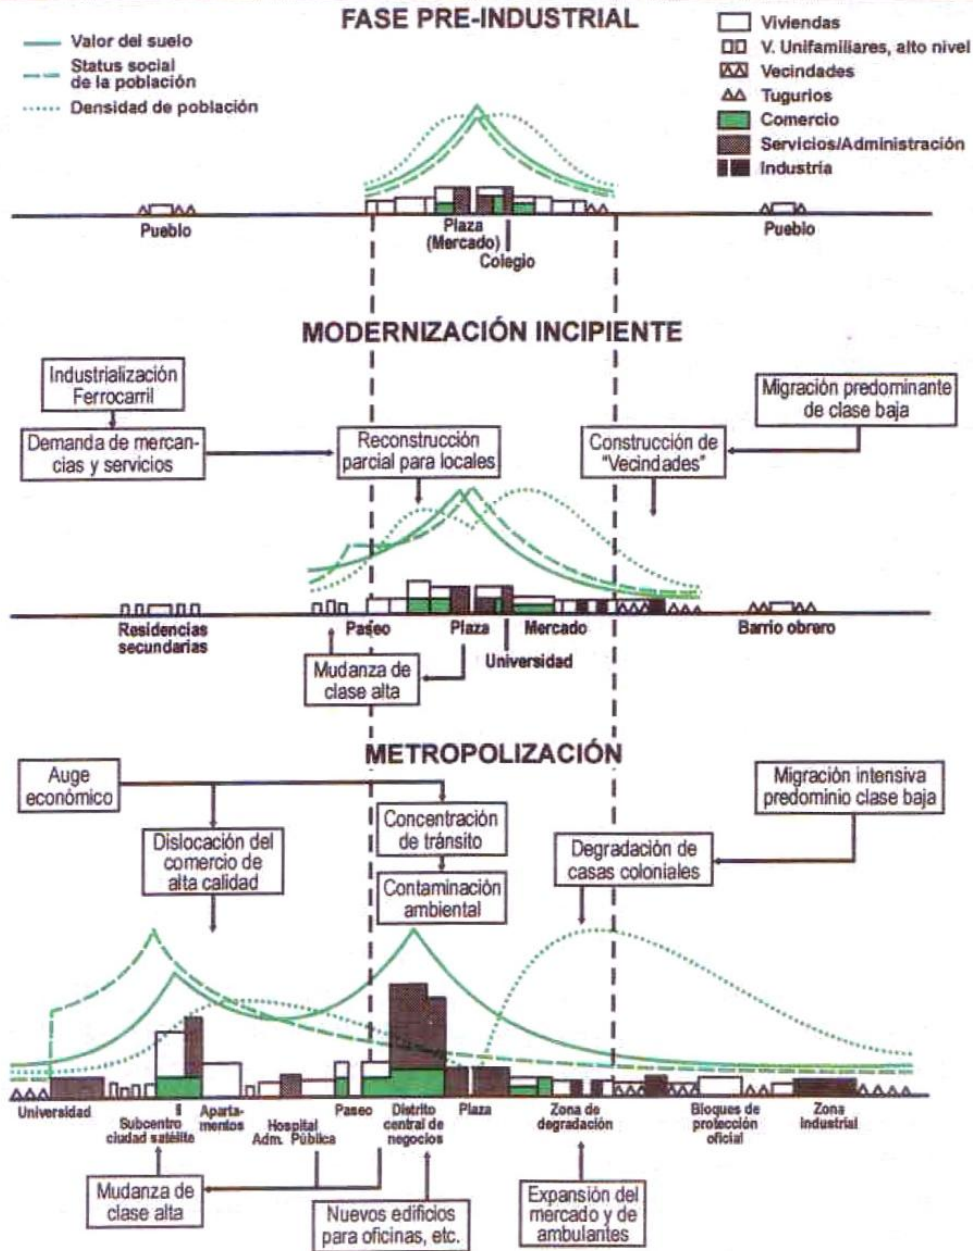 FASE PRE-INDUSTRIAL
Valor del suelo
Status social
de la población
Densidad de población
Viviendas
V. Unifamiliares, alto nivel
Vecindades
Tugurios
Comercio
Servicios/Administración
Industria
Pueblo
Plaza
(Mercado)
Colegio
Pueblo
MODERNIZACIÓN INCIPIENTE
Industrialización
Ferrocarril
Demanda de mercan-
cias y servicios
Reconstrucción
parcial para locales
Construcción de
"Vecindades"
Migración predominante
de clase baja
Residencias
secundarias
Paseo
Plaza
Mercado
Barrio obrero
Universidad
Mudanza de
clase alta
METROPOLIZACIÓN
Auge
económico
Dislocación del
comercio de
alta calidad
Concentración
de tránsito
Contaminación
ambiental
Degradación de
casas coloniales
Migración intensiva
predominio clase baja
Universidad
Subcentro
ciudad satélite
Aparta-
mentos
Hospital
Adm. Pública
Paseo
Distrito
central de
negocios
Plaza
Zona de
degradación
Bloques de
protección
oficial
Zona
Industrial
Mudanza de
clase alta
Nuevos edificios
para oficinas, etc.
Expansión del
mercado y de
ambulantes